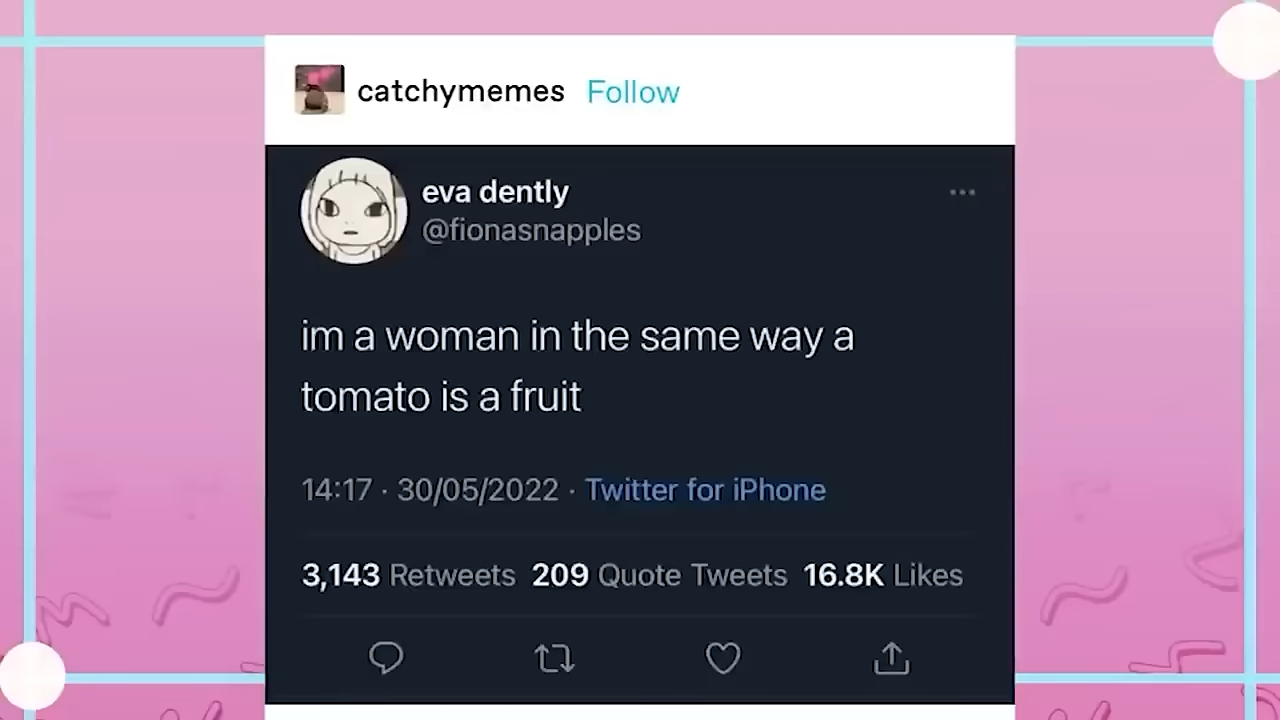 catchymemes Follow
eva dently
@fionasnapples
im a woman in the same way a
tomato is a fruit
14:17 · 30/05/2022 · Twitter for iPhone
3,143 Retweets 209 Quote Tweets 16.8K Likes